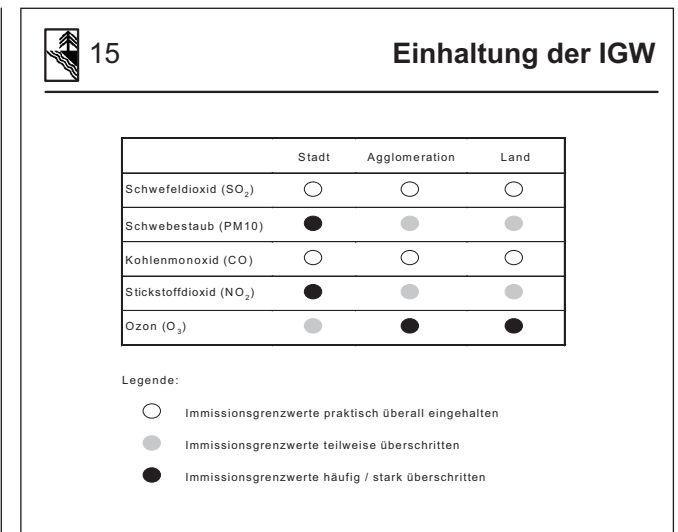 15 Einhaltung der IGW
Stadt Agglomeration Land
Schwefeldioxid (SO₂)
Schwebestaub (PM10)
Kohlenmonoxid (CO)
Stickstoffdioxid (NO₂)
Ozon (O₃)
Legende:
Immissionsgrenzwerte praktisch überall eingehalten
Immissionsgrenzwerte teilweise überschritten
Immissionsgrenzwerte häufig / stark überschritten